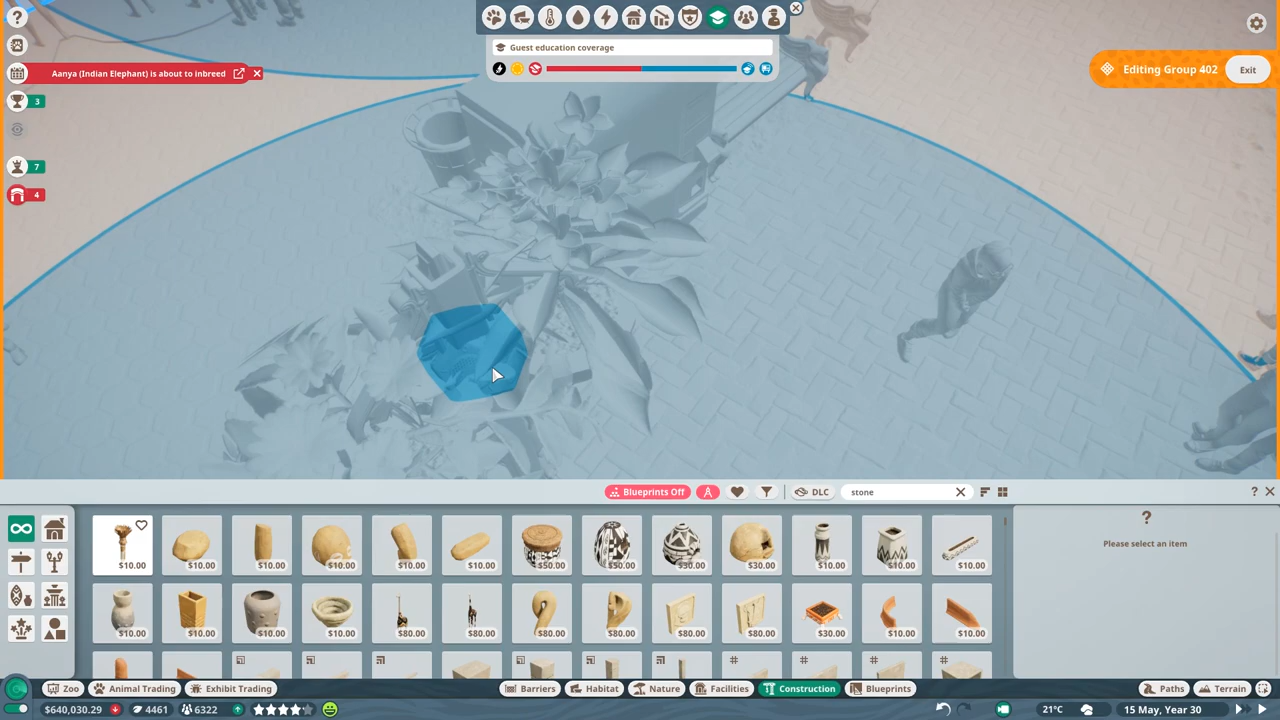 ?
Guest education coverage
Aanya (Indian Elephant) is about to inbreed
Editing Group 402
Exit
3
7
4
Blueprints Off
DLC
stone
?
$10.00 $10.00 $10.00 $10.00 $10.00 $10.00 $50.00 $50.00 $50.00 $30.00 $10.00 $10.00 $10.00
?
Please select an item
$10.00 $10.00 $10.00 $10.00 $80.00 $80.00 $80.00 $80.00 $80.00 $80.00 $30.00 $10.00 $10.00
Zoo
Animal Trading
Exhibit Trading
Barriers
Habitat
Nature
Facilities
Construction
Blueprints
Paths
Terrain
$640,030.29
4461
6322
21°C
15 May, Year 30